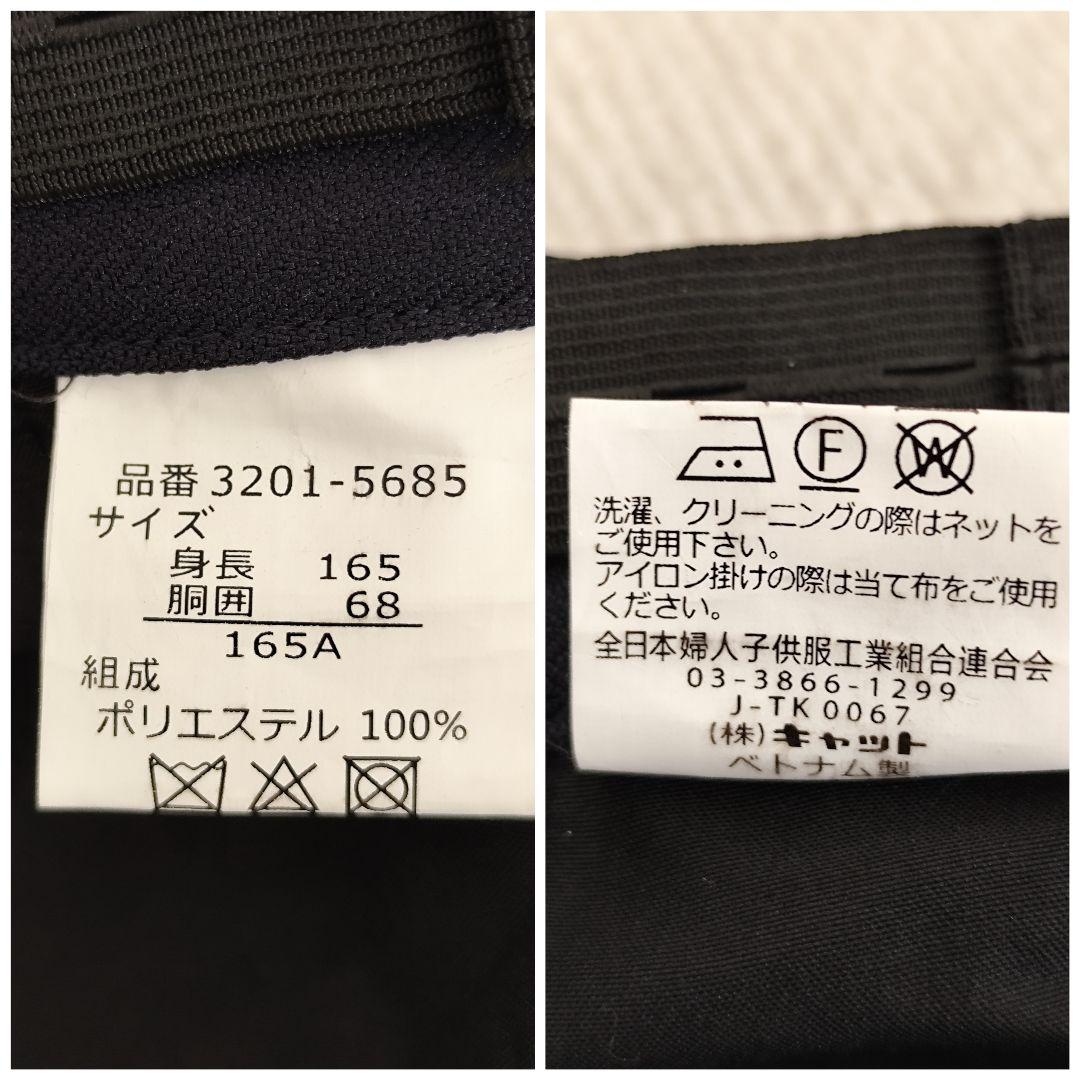 品番 3201-5685
サイズ
身長 165
胴囲 68
165A
組成
ポリエステル 100%
F
W
洗濯、クリーニングの際はネットを
ご使用下さい。
アイロン掛けの際は当て布をご使用
ください。
全日本婦人子供服工業組合連合会
03-3866-1299
J-TK 0067
(株)キャット
ベトナム製